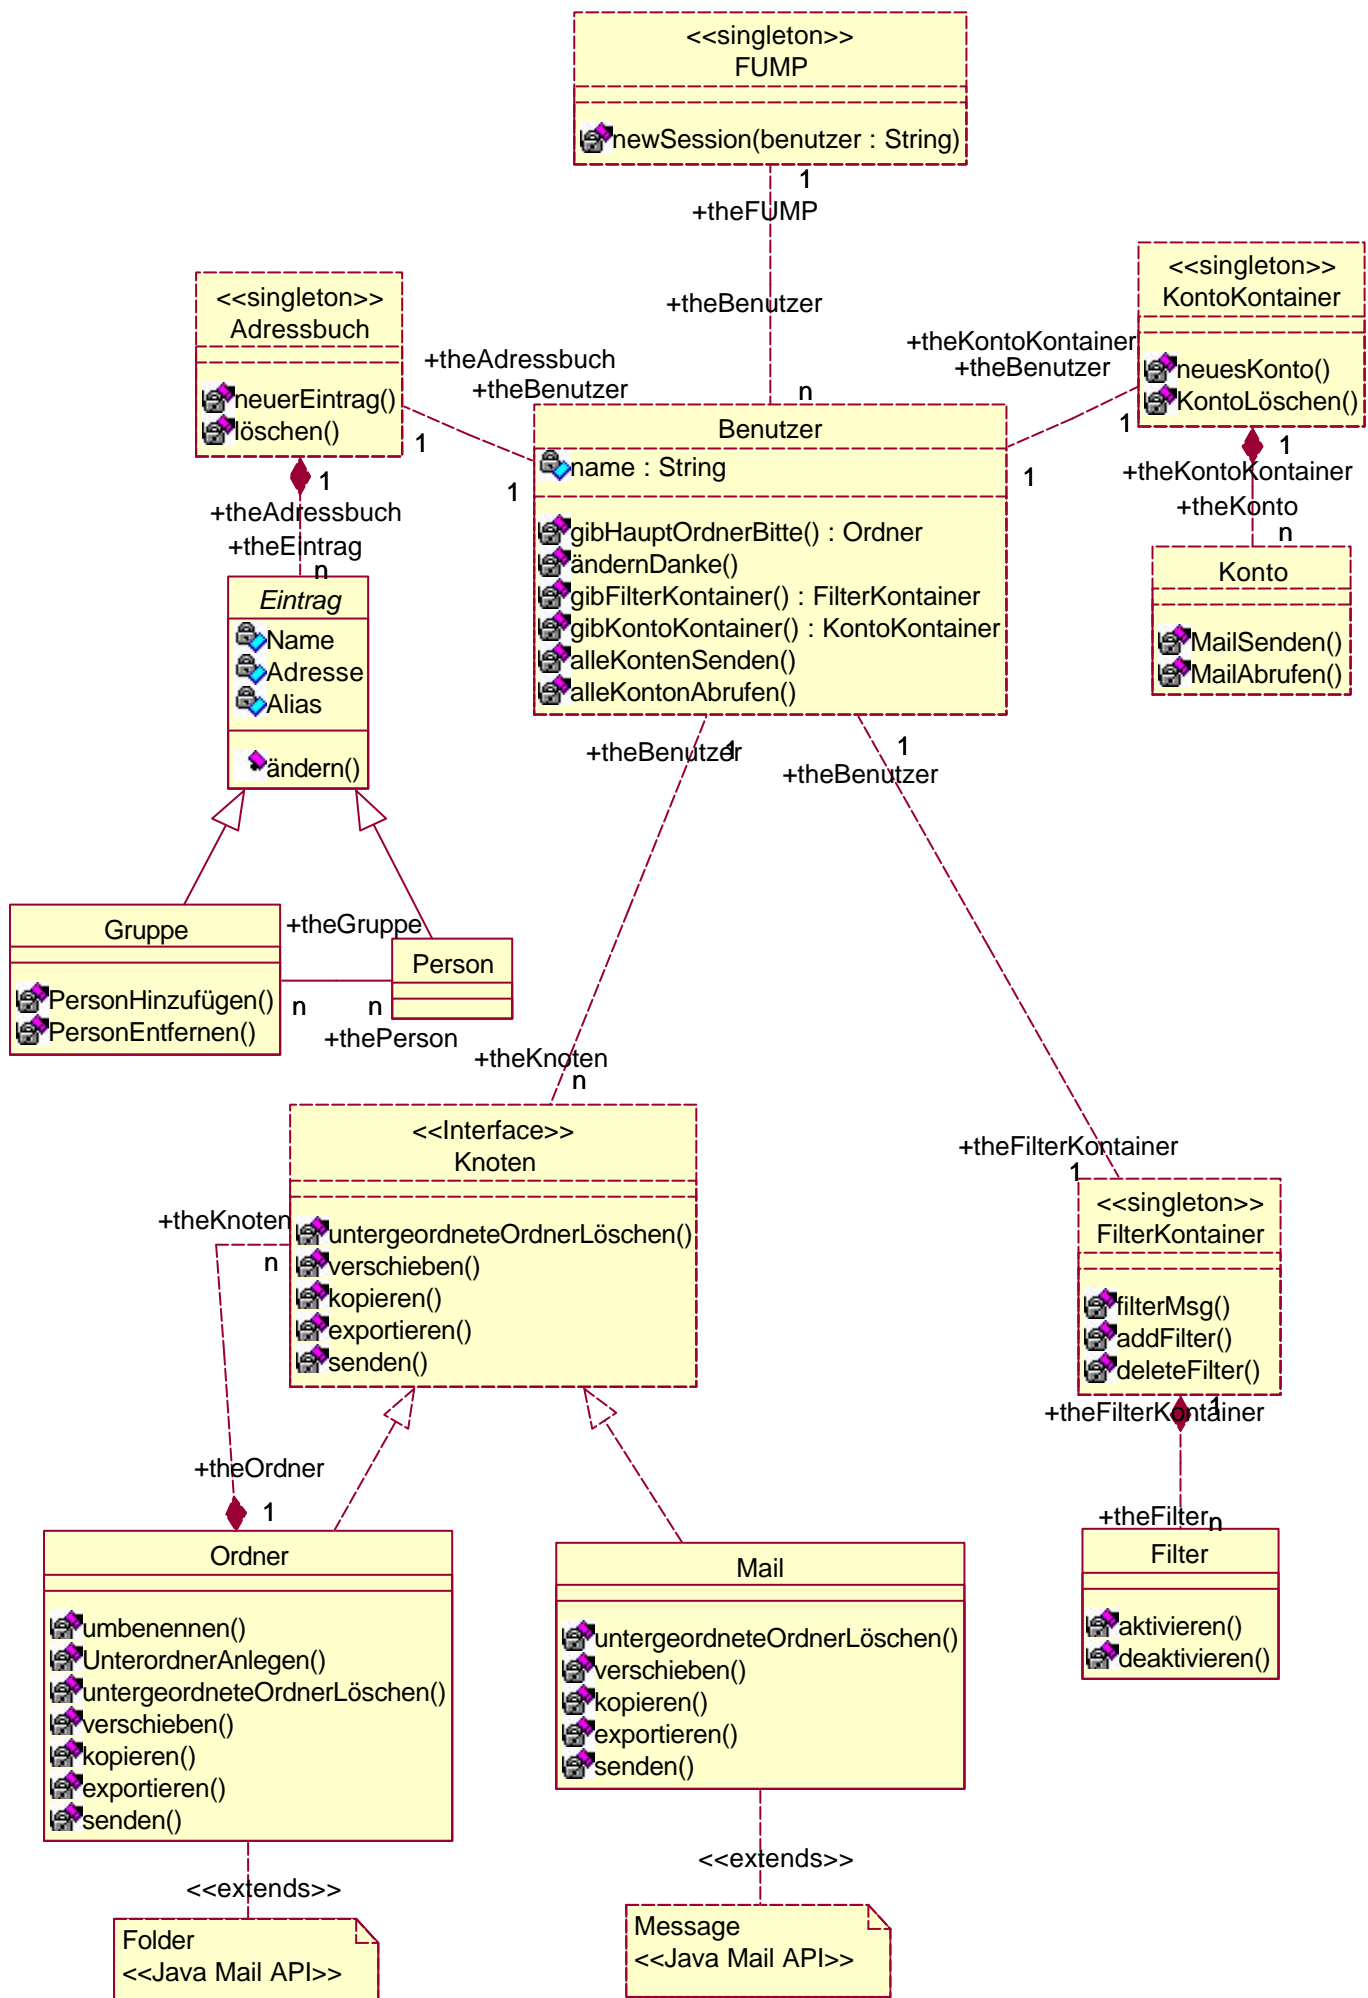 <<singleton>>
FUMP
newSession(benutzer : String)
1
+theFUMP
+theBenutzer
n
<<singleton>>
Adressbuch
neuerEintrag()
löschen()
+theAdressbuch
+theBenutzer
1
1
<<singleton>>
KontoKontainer
neuesKonto()
KontoLöschen()
+theKontoKontainer
+theBenutzer
1
1
Benutzer
name : String
gibHauptOrdnerBitte() : Ordner
ändernDanke()
gibFilterKontainer() : FilterKontainer
gibKontoKontainer() : KontoKontainer
alleKontenSenden()
alleKontonAbrufen()
1
+theKontoKontainer
+theKonto
n
Konto
MailSenden()
MailAbrufen()
1
+theAdressbuch
+theEintrag
n
Eintrag
Name
Adresse
Alias
ändern()
Gruppe
PersonHinzufügen()
PersonEntfernen()
+theGruppe
n
n
+thePerson
Person
1
+theBenutzer
1
+theBenutzer
+theKnoten
n
<<Interface>>
Knoten
untergeordneteOrdnerLöschen()
verschieben()
kopieren()
exportieren()
senden()
+theKnoten
n
+theOrdner
1
+theFilterKontainer
1
<<singleton>>
FilterKontainer
filterMsg()
addFilter()
deleteFilter()
1
+theFilterKontainer
+theFilter
n
Filter
aktivieren()
deaktivieren()
Ordner
umbenennen()
UnterordnerAnlegen()
untergeordneteOrdnerLöschen()
verschieben()
kopieren()
exportieren()
senden()
Mail
untergeordneteOrdnerLöschen()
verschieben()
kopieren()
exportieren()
senden()
<<extends>>
Folder
<<Java Mail API>>
<<extends>>
Message
<<Java Mail API>>